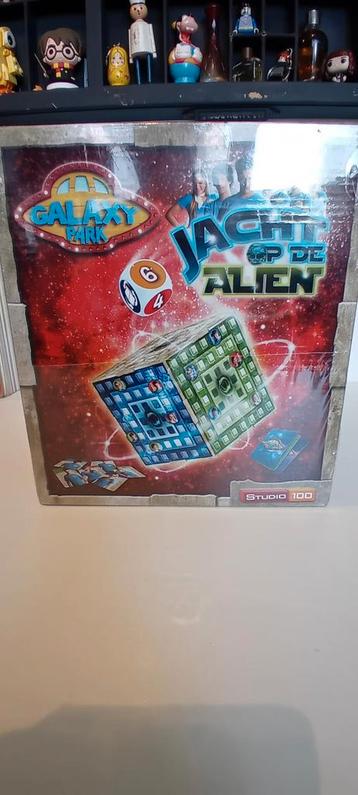 GALAXY
PARK
JACHT
OP DE
ALIEN
6
4
STUDIO 100